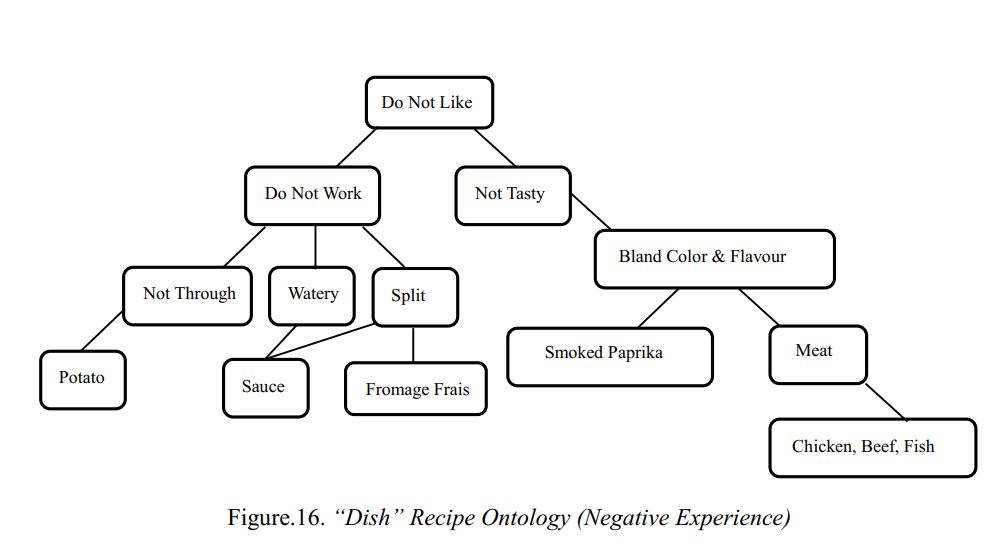 Do Not Like
Do Not Work
Not Tasty
Bland Color & Flavour
Not Through
Watery
Split
Smoked Paprika
Meat
Potato
Sauce
Fromage Frais
Chicken, Beef, Fish
Figure.16. “Dish” Recipe Ontology (Negative Experience)